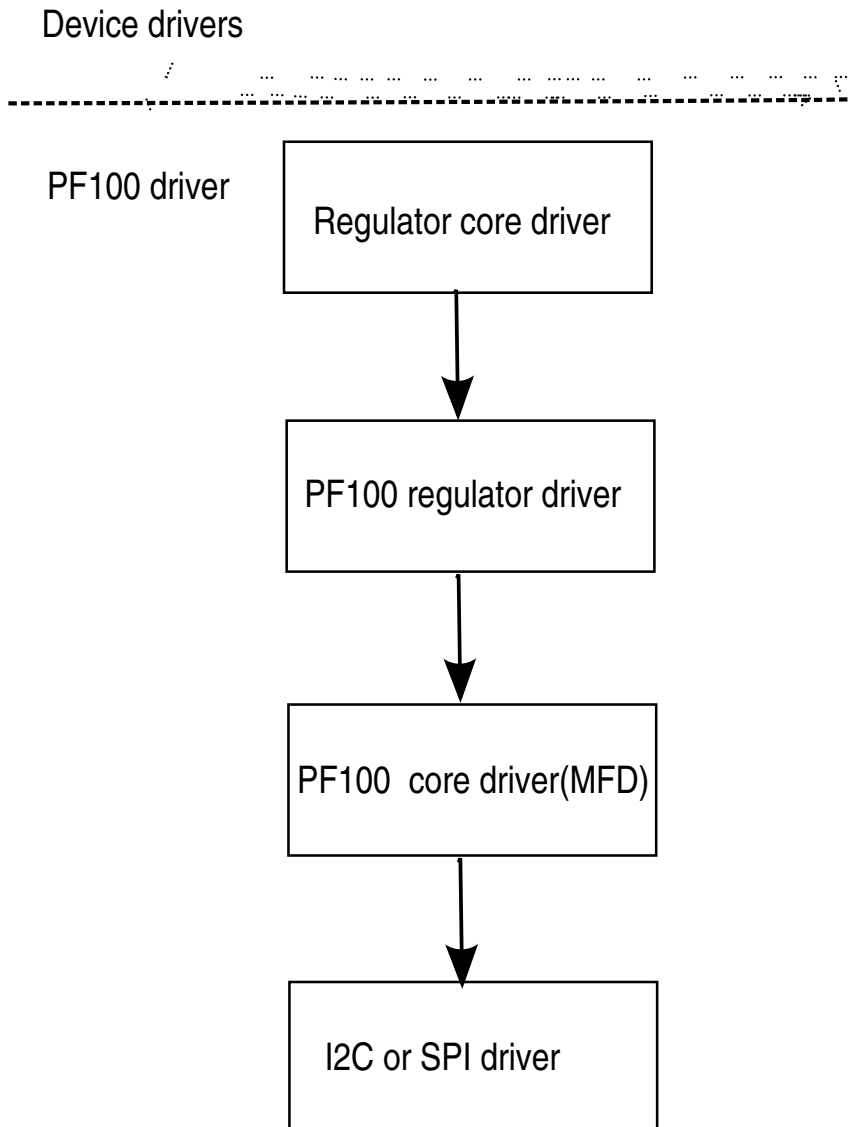 Device drivers
PF100 driver
Regulator core driver
PF100 regulator driver
PF100  core driver(MFD)
I2C or SPI driver